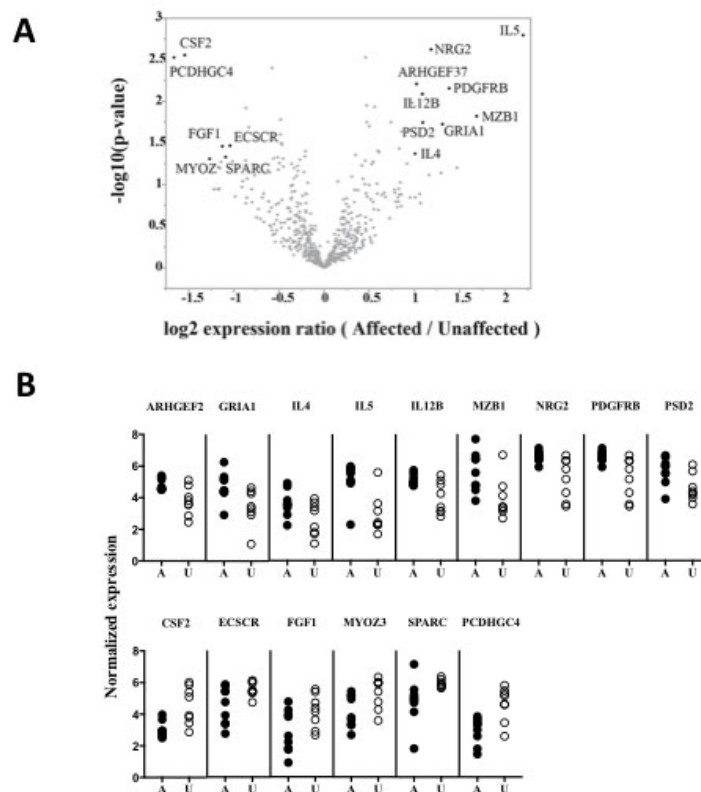 A
3
2.5
2
1.5
1
0.5
0
-log10(p-value)
CSF2
PCDHGC4
FGF1
ECSCR
MYOZ
SPARC
IL5
NRG2
ARHGEF37
PDGFRB
IL12B
MZB1
PSD2
GRIA1
IL4
-1.5 -1 0 0.5 1 1.5 2
log2 expression ratio ( Affected / Unaffected )
B
ARHGEF2 GRIA1 IL4 IL5 IL12B MZB1 NRG2 PDGFRB PSD2
8
6
4
2
0
A U A U A U A U A U A U A U A U A U
Normalized expression
CSF2 ECSCR FGF1 MYOZ3 SPARC PCDHGC4
8
6
4
2
0
A U A U A U A U A U A U